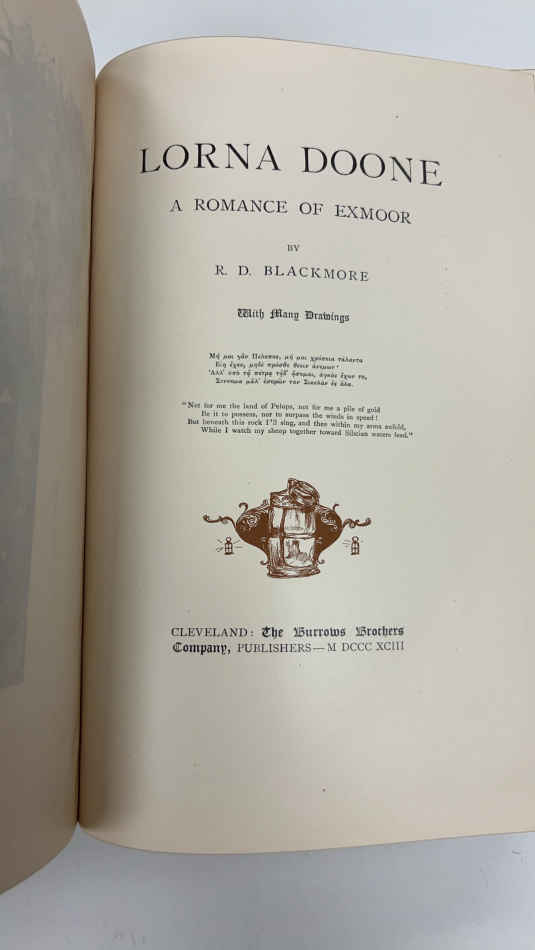 LORNA DOONE
A ROMANCE OF EXMOOR
BY
R. D. BLACKMORE
With Many Drawings
Μή μοι γᾶν Πέλοπος, μή μοι χρύσεια τάλαντα
Εἴη ἔχεν, μηδὲ πρόσθε θέειν ἀνέμων·
Ἀλλ' ὑπὸ τᾷ πέτρᾳ τᾷδ' ᾄσομαι, ἀγκὰς ἔχων τυ,
Σύννομα μᾶλ' ἐσορῶν τὰν Σικελὰν ἐς ἅλα.
"Not for me the land of Pelops, not for me a pile of gold
Be it to possess, nor to surpass the winds in speed!
But beneath this rock I'll sing, and thee within my arms enfold,
While I watch my sheep together toward Sicilian waters feed."
CLEVELAND: The Burrows Brothers
Company, PUBLISHERS—M DCCC XCIII